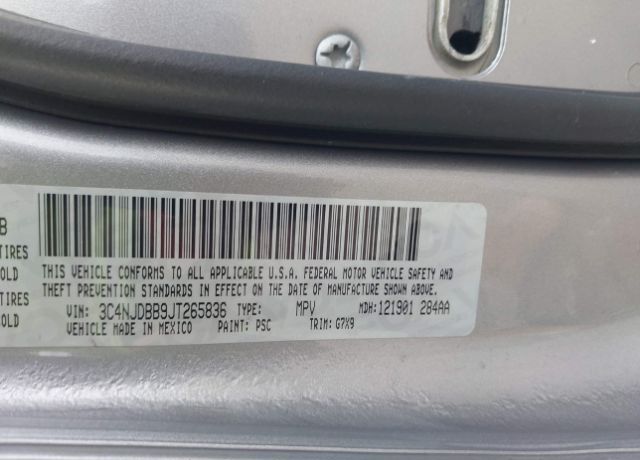 B
TIRES
OLD
OLD
THIS VEHICLE CONFORMS TO ALL APPLICABLE U.S.A. FEDERAL MOTOR VEHICLE SAFETY AND
THEFT PREVENTION STANDARDS IN EFFECT ON THE DATE OF MANUFACTURE SHOWN ABOVE.
VIN: 3C4NJDBB9JT265836 TYPE: MPV MDH:121901 284AA
VEHICLE MADE IN MEXICO PAINT: PSC TRIM: G7X9